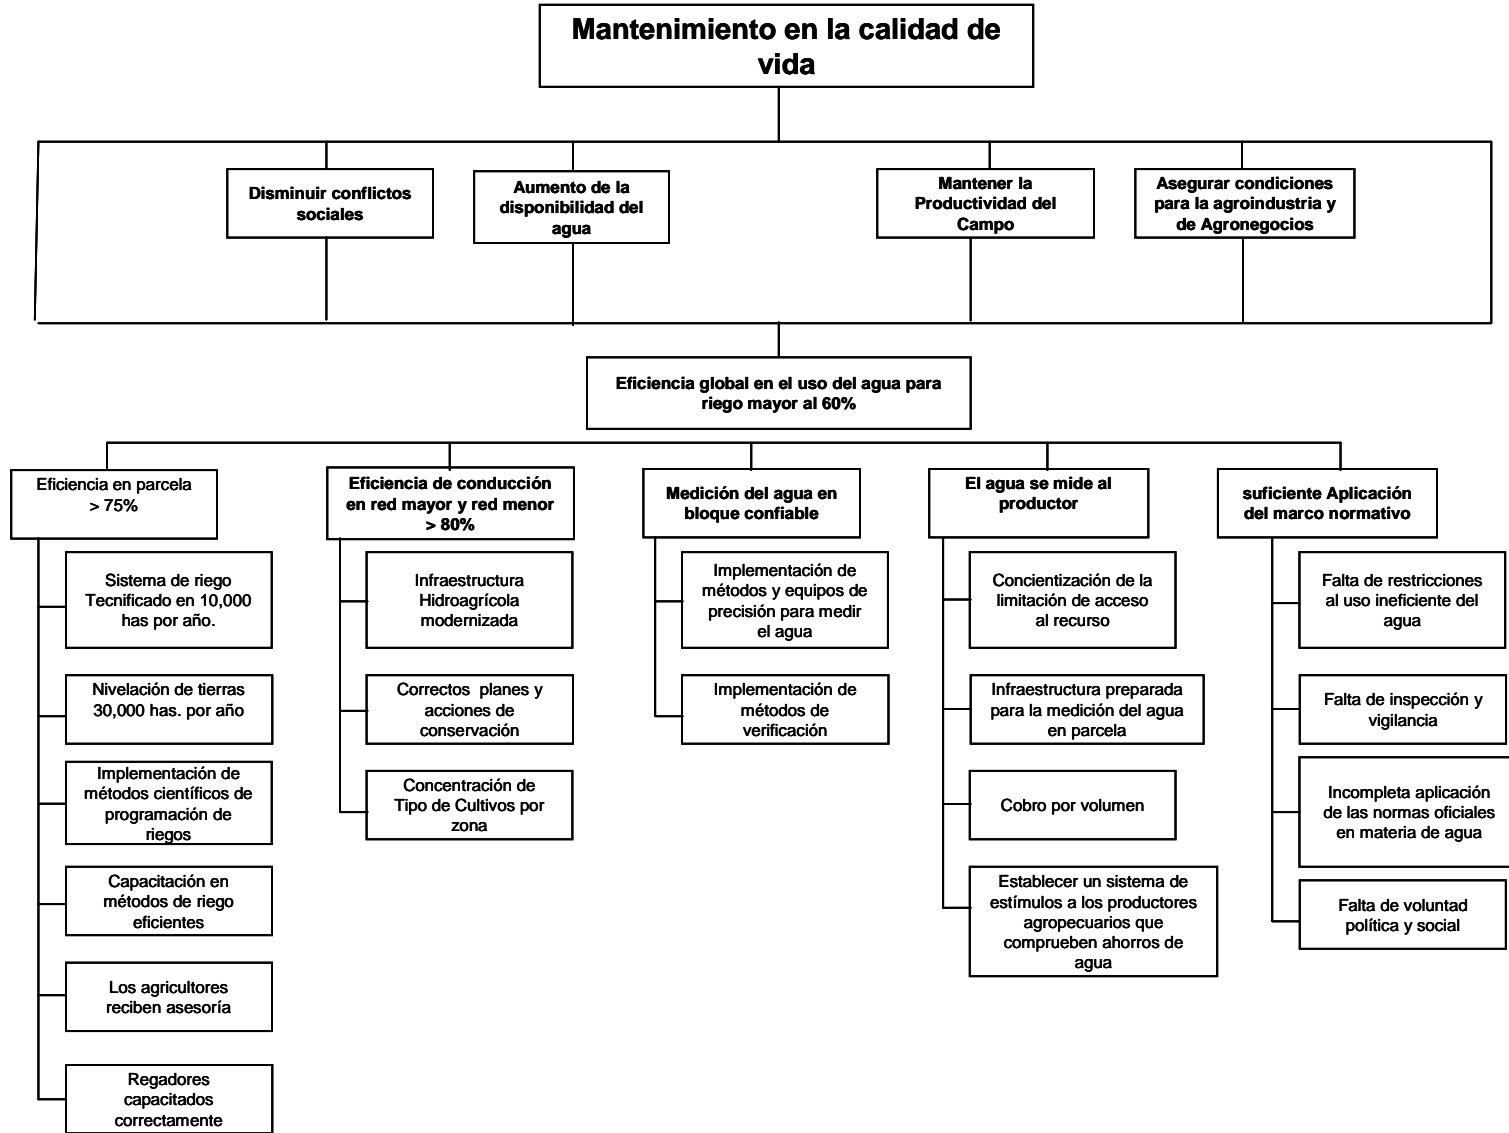 Mantenimiento en la calidad de
vida
Disminuir conflictos
sociales
Aumento de la
disponibilidad del
agua
Mantener la
Productividad del
Campo
Asegurar condiciones
para la agroindustria y
de Agronegocios
Eficiencia global en el uso del agua para
riego mayor al 60%
Eficiencia en parcela
> 75%
Sistema de riego
Tecnificado en 10,000
has por año.
Nivelación de tierras
30,000 has. por año
Implementación de
métodos científicos de
programación de
riegos
Capacitación en
métodos de riego
eficientes
Los agricultores
reciben asesoría
Regadores
capacitados
correctamente
Eficiencia de conducción
en red mayor y red menor
> 80%
Infraestructura
Hidroagrícola
modernizada
Correctos planes y
acciones de
conservación
Concentración de
Tipo de Cultivos por
zona
Medición del agua en
bloque confiable
Implementación de
métodos y equipos de
precisión para medir
el agua
Implementación de
métodos de
verificación
El agua se mide al
productor
Concientización de la
limitación de acceso
al recurso
Infraestructura preparada
para la medición del agua
en parcela
Cobro por volumen
Establecer un sistema de
estímulos a los productores
agropecuarios que
comprueben ahorros de
agua
suficiente Aplicación
del marco normativo
Falta de restricciones
al uso ineficiente del
agua
Falta de inspección y
vigilancia
Incompleta aplicación
de las normas oficiales
en materia de agua
Falta de voluntad
política y social